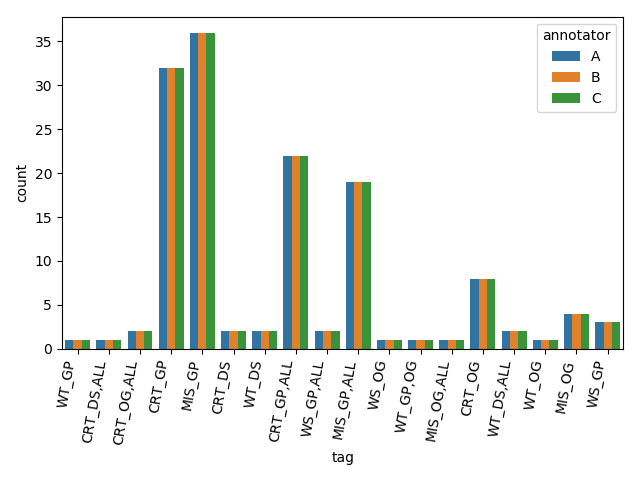 annotator
A
B
C
35
30
25
20
15
10
5
0
count
WT_GP
CRT_DS,ALL
CRT_OG,ALL
CRT_GP
MIS_GP
CRT_DS
WT_DS
CRT_GP,ALL
WS_GP,ALL
MIS_GP,ALL
WS_OG
WT_GP,OG
MIS_OG,ALL
CRT_OG
WT_DS,ALL
WT_OG
MIS_OG
WS_GP
tag